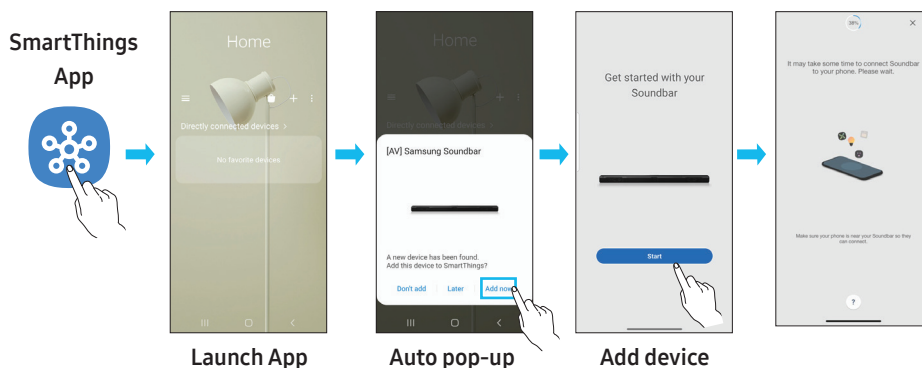 SmartThings
App
Home
Directly connected devices >
No favorite devices
Launch App
Home
Directly connected devices >
[AV] Samsung Soundbar
A new device has been found.
Add this device to SmartThings?
Don't add Later Add now
Auto pop-up
Get started with your
Soundbar
Start
Add device
38%
It may take some time to connect Soundbar
to your phone. Please wait.
Make sure your phone is near your Soundbar so they
can connect.
?